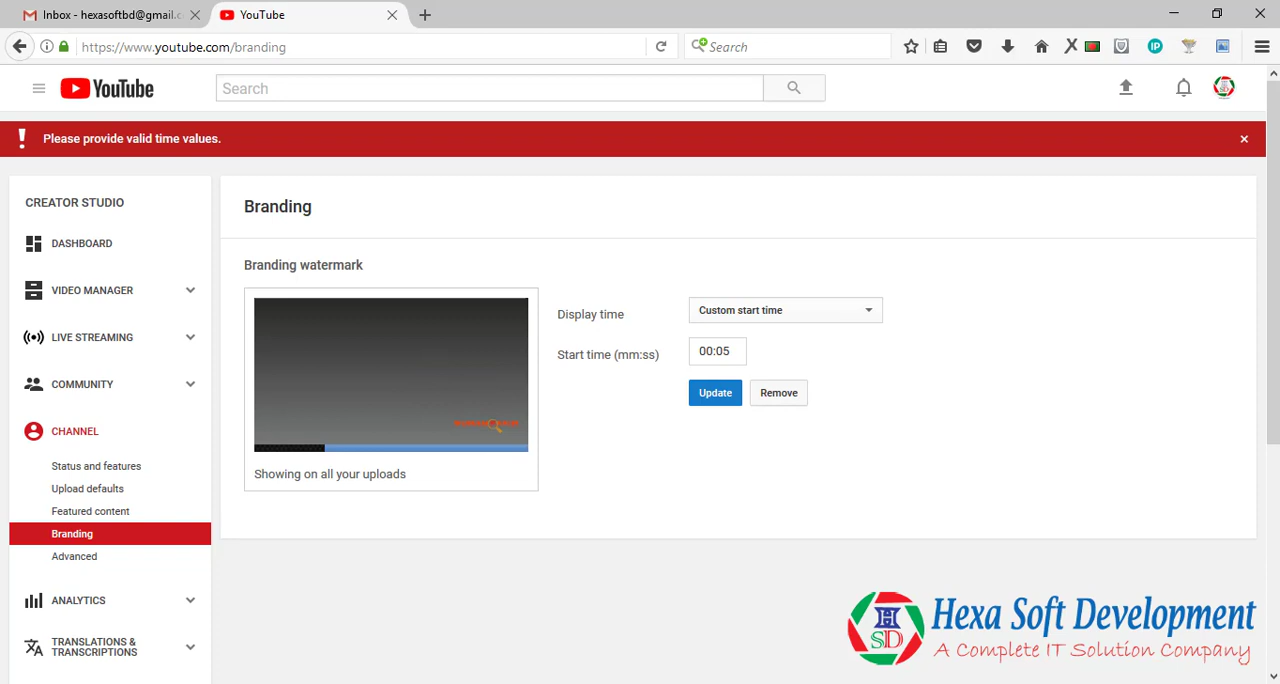 Inbox - hexasoftbd@gmail.c
YouTube
https://www.youtube.com/branding
Search
YouTube
Search
Please provide valid time values.
CREATOR STUDIO
DASHBOARD
VIDEO MANAGER
LIVE STREAMING
COMMUNITY
CHANNEL
Status and features
Upload defaults
Featured content
Branding
Advanced
ANALYTICS
TRANSLATIONS &
TRANSCRIPTIONS
Branding
Branding watermark
Showing on all your uploads
Display time
Custom start time
Start time (mm:ss)
00:05
Update
Remove
HSD
Hexa Soft Development
A Complete IT Solution Company